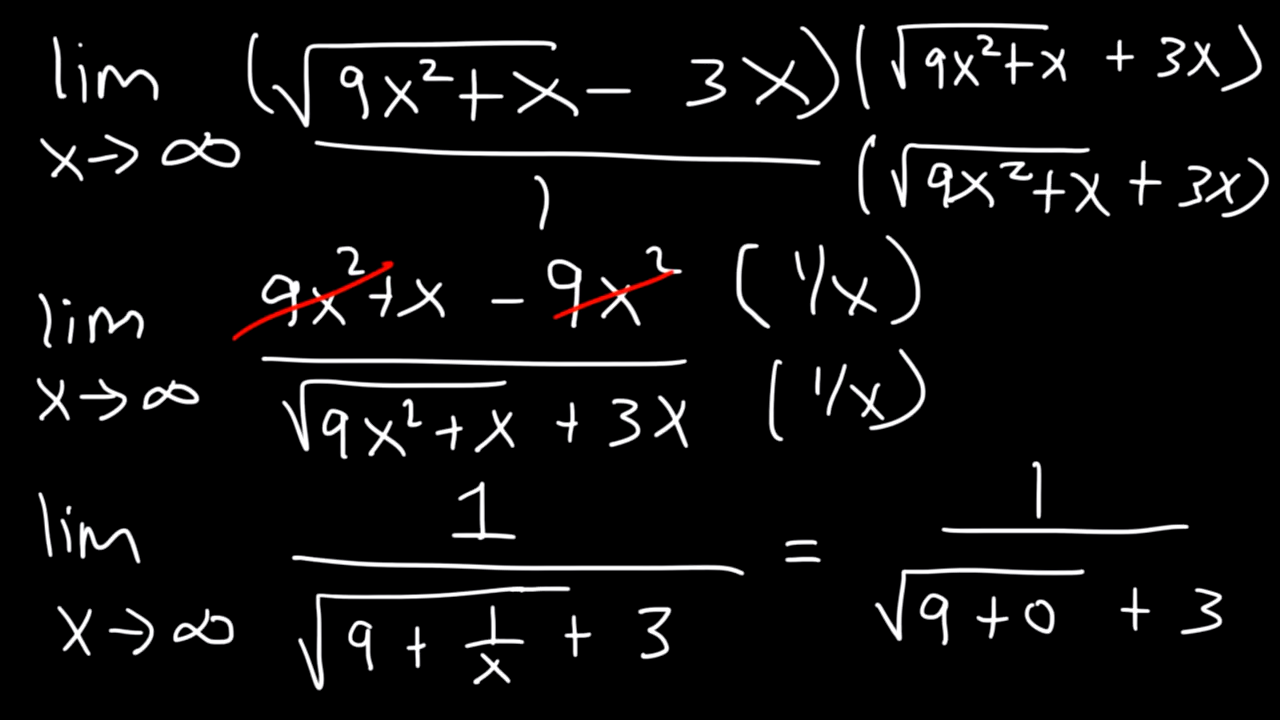 lim x→∞ (√(9x²+x) − 3x)/1 (√(9x²+x) + 3x)/(√(9x²+x) + 3x)
lim x→∞ (9x²+x − 9x²)/(√(9x²+x) + 3x) (1/x)/(1/x)
lim x→∞ 1/(√(9 + 1/x) + 3) = 1/(√(9+0) + 3)